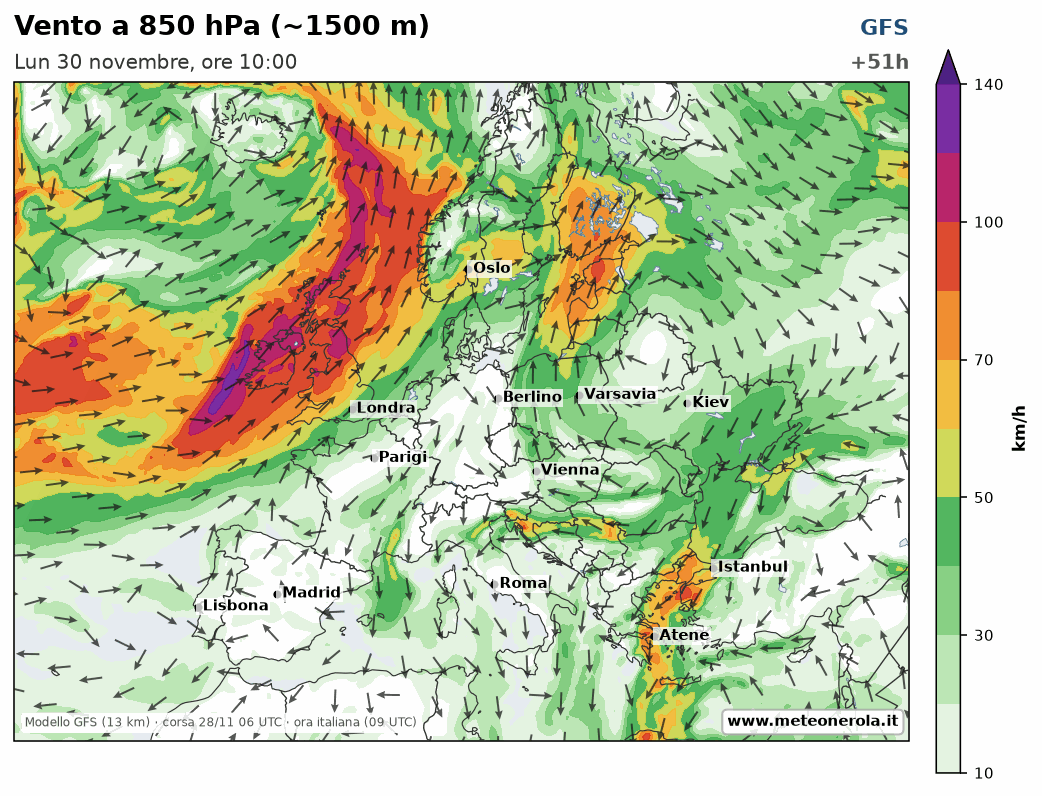 Vento a 850 hPa (~1500 m)
GFS
Lun 30 novembre, ore 10:00
+51h
140
100
70
50
30
10
km/h
Oslo
Londra
Berlino
Varsavia
Kiev
Parigi
Vienna
Istanbul
Roma
Madrid
Lisbona
Atene
Modello GFS (13 km) · corsa 28/11 06 UTC · ora italiana (09 UTC)
www.meteonerola.it